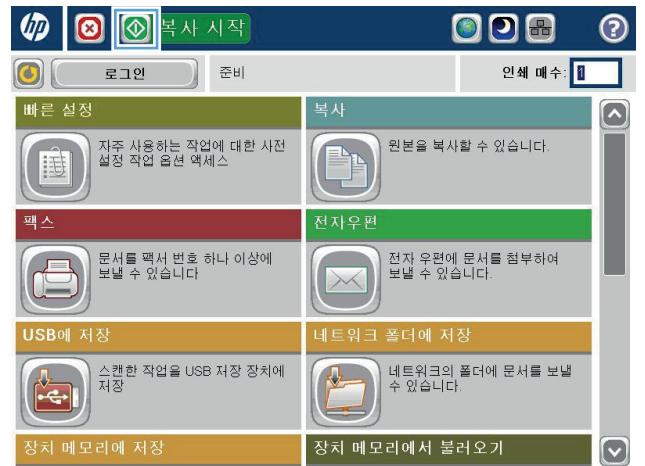 hp
복사 시작
?
로그인
준비
인쇄 매수: 1
빠른 설정
자주 사용하는 작업에 대한 사전
설정 작업 옵션 액세스
복사
원본을 복사할 수 있습니다.
팩스
문서를 팩서 번호 하나 이상에
보낼 수 있습니다
전자우편
전자 우편에 문서를 첨부하여
보낼 수 있습니다.
USB에 저장
스캔한 작업을 USB 저장 장치에
저장
네트워크 폴더에 저장
네트워크의 폴더에 문서를 보낼
수 있습니다.
장치 메모리에 저장
장치 메모리에서 불러오기